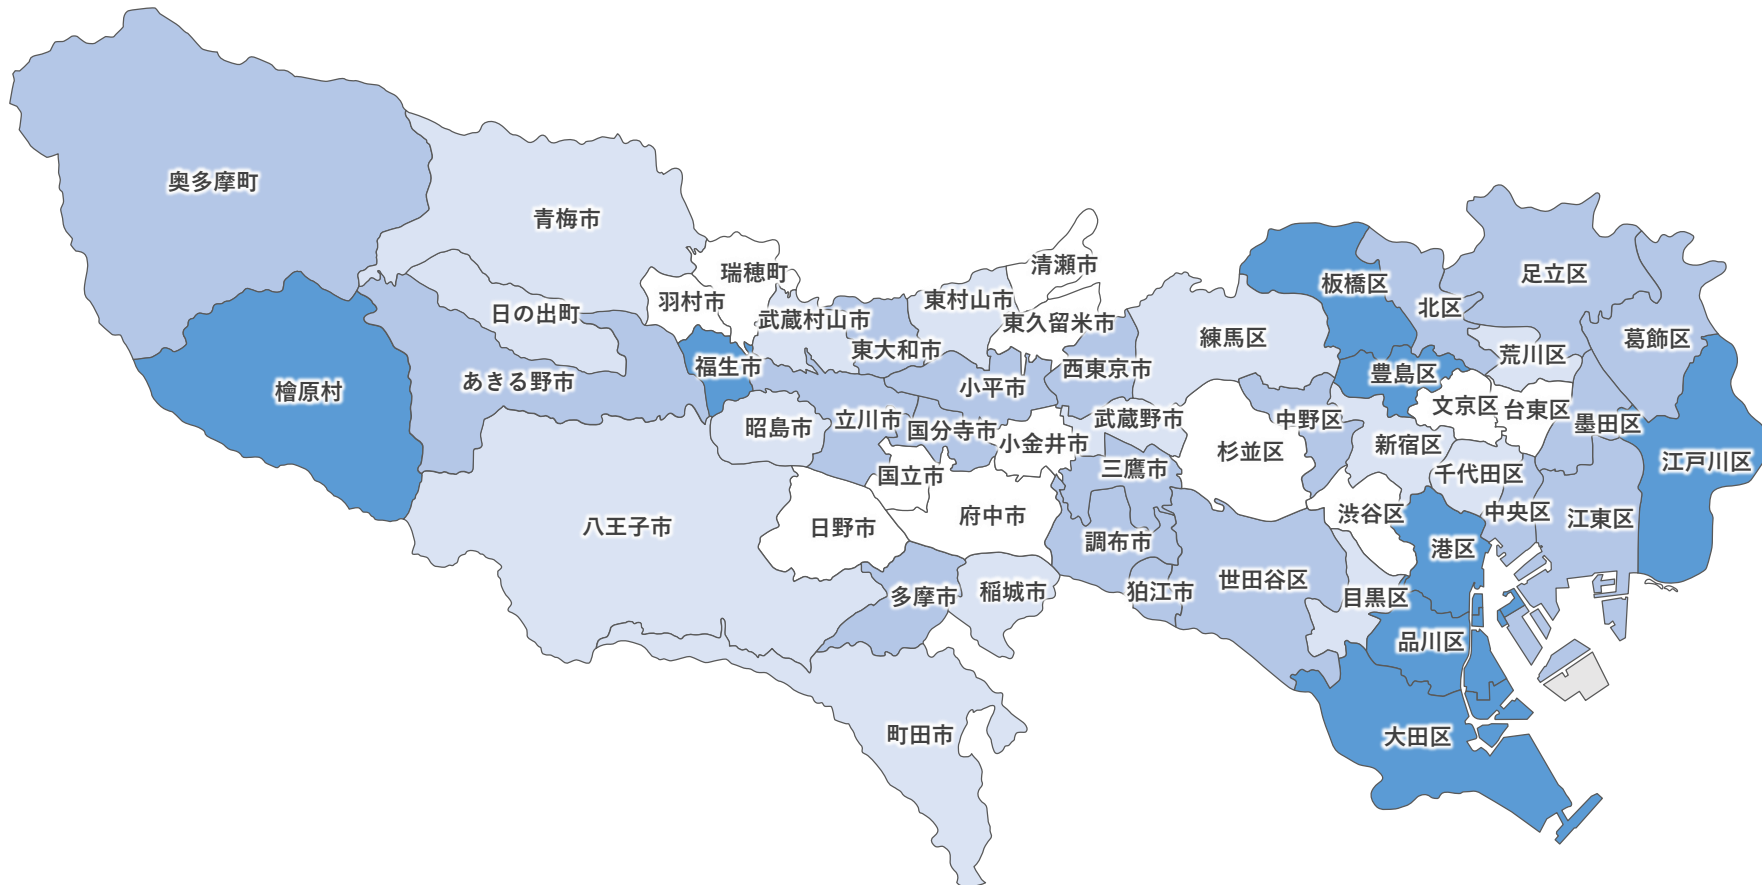 奥多摩町
青梅市
瑞穂町
清瀬市
板橋区
足立区
羽村市
東村山市
北区
日の出町
武蔵村山市
東久留米市
練馬区
葛飾区
東大和市
荒川区
福生市
西東京市
豊島区
檜原村
あきる野市
小平市
文京区
台東区
立川市
武蔵野市
中野区
墨田区
昭島市
国分寺市
小金井市
杉並区
新宿区
江戸川区
国立市
三鷹市
千代田区
八王子市
日野市
府中市
渋谷区
中央区
江東区
調布市
港区
多摩市
稲城市
狛江市
世田谷区
目黒区
品川区
町田市
大田区